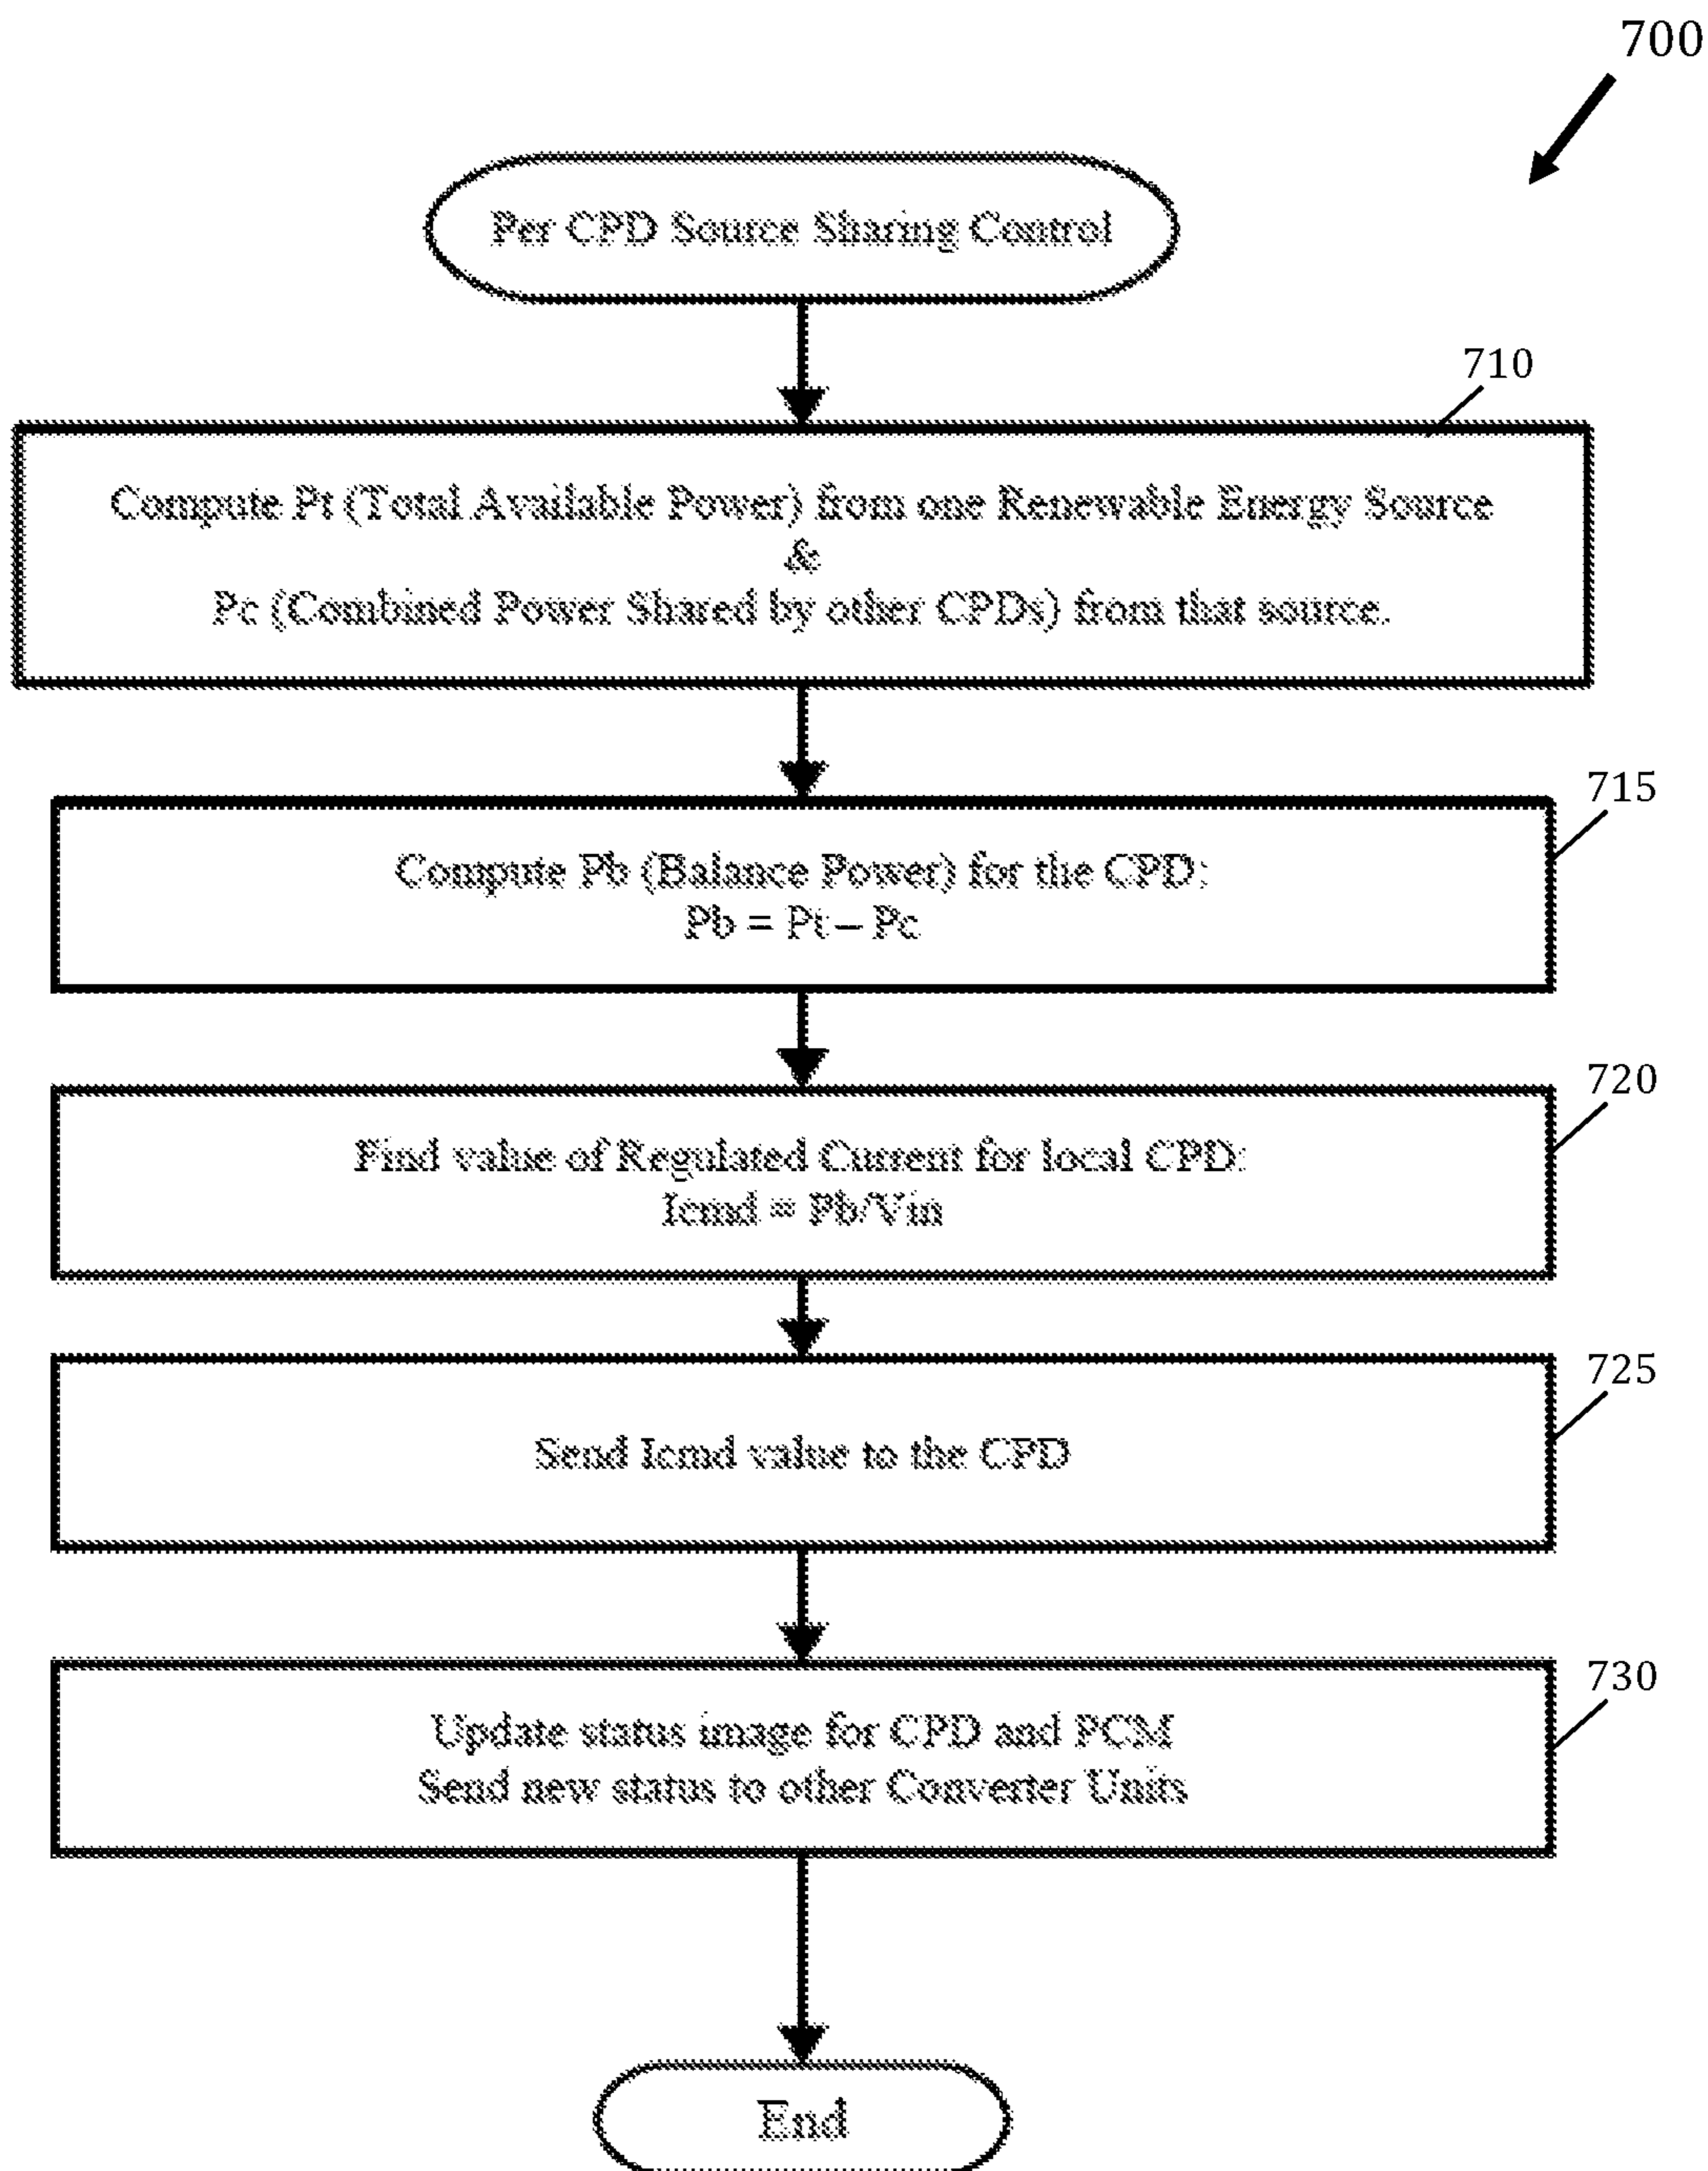 700
Per CPD Source Sharing Control
710
Compute Pt (Total Available Power) from one Renewable Energy Source
&
Pc (Combined Power Shared by other CPDs) from that source.
715
Compute Pb (Balance Power) for the CPD:
Pb = Pt – Pc
720
Find value of Regulated Current for local CPD:
Icmd = Pb/Vin
725
Send Icmd value to the CPD
730
Update status image for CPD and PCM
Send new status to other Converter Units
End